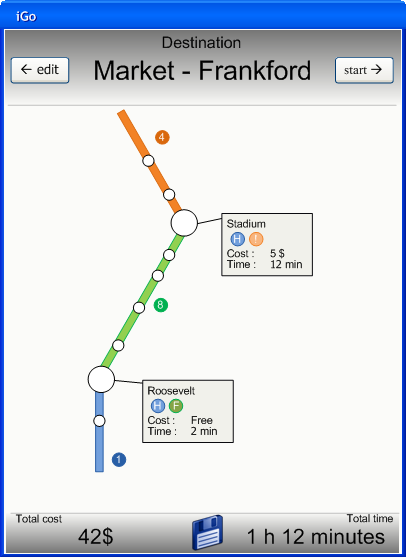 iGo
Destination
← edit
Market - Frankford
start →
4
Stadium
H !
Cost : 5 $
Time : 12 min
8
Roosevelt
H F
Cost : Free
Time : 2 min
1
Total cost
Total time
42$
1 h 12 minutes